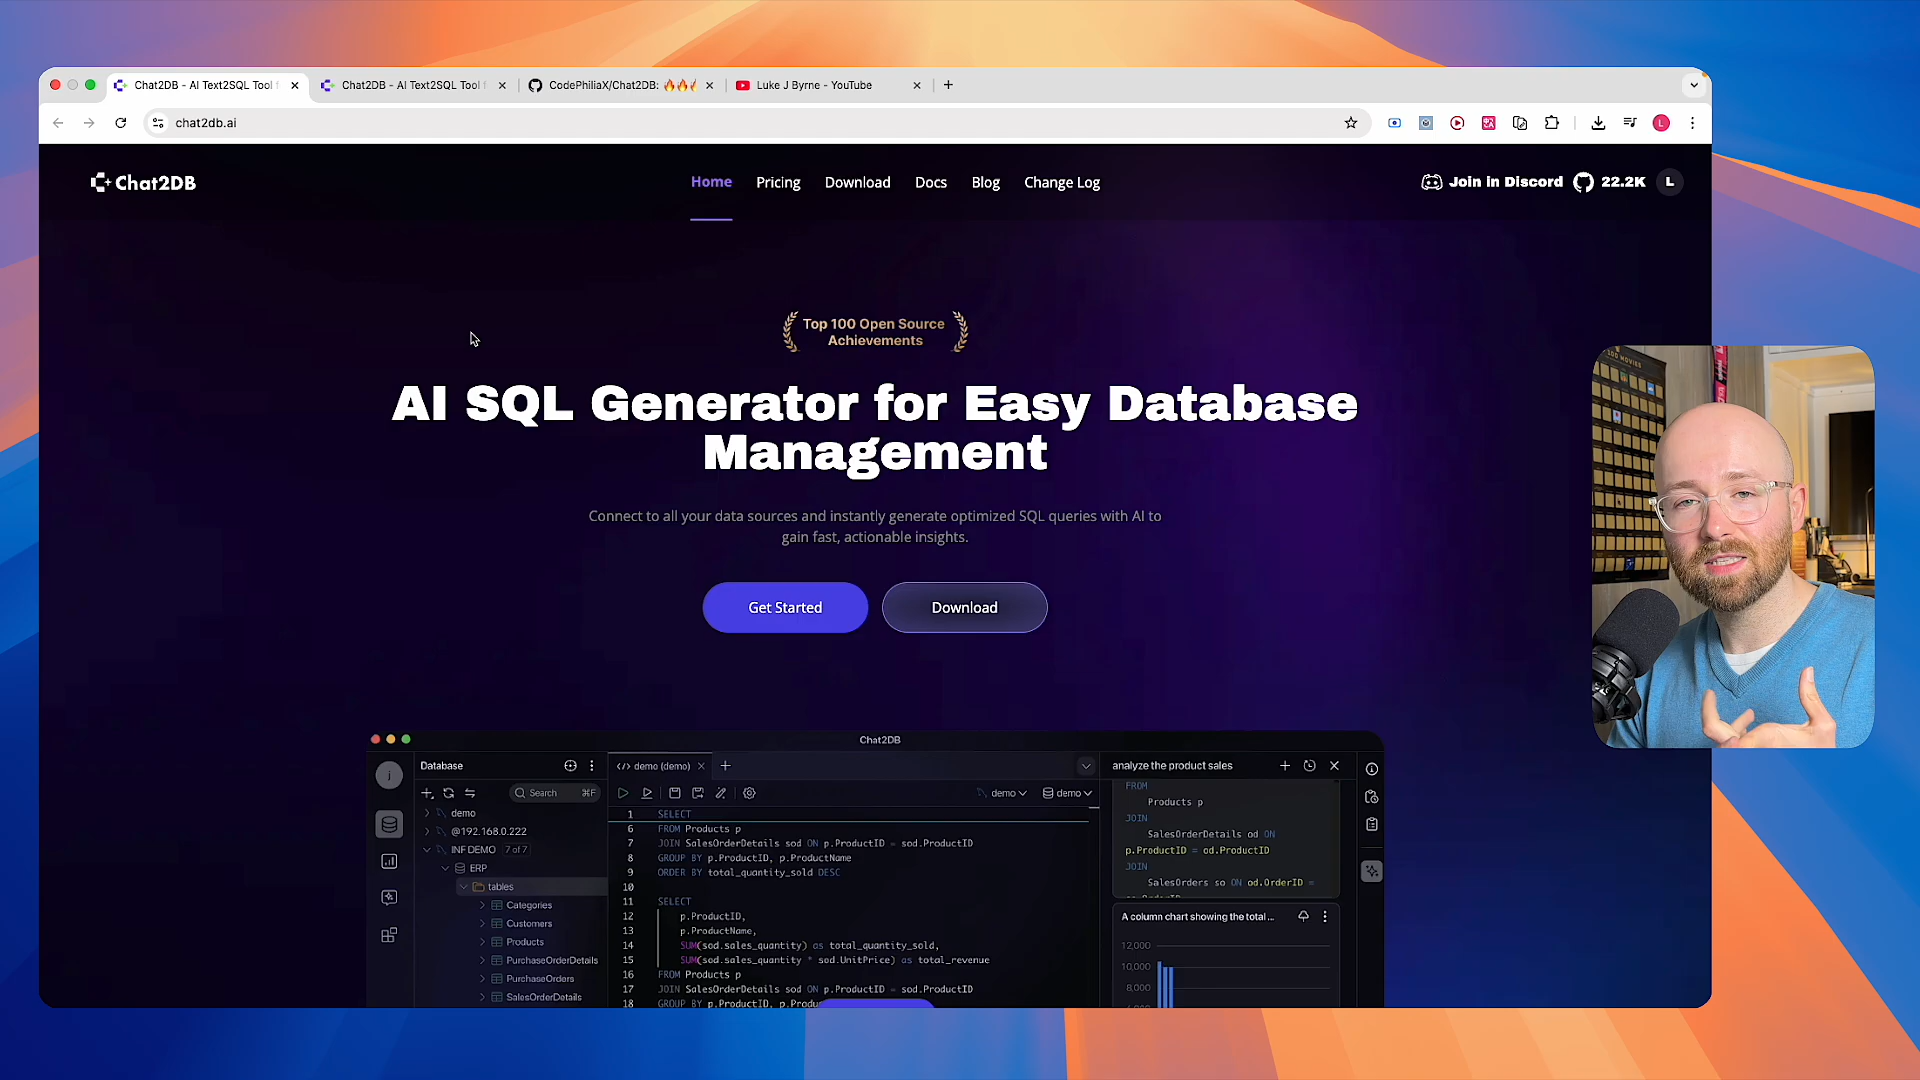 Chat2DB - AI Text2SQL Tool
Chat2DB - AI Text2SQL Tool
CodePhiliaX/Chat2DB: 🔥🔥🔥
Luke J Byrne - YouTube
chat2db.ai
L
Chat2DB
Home
Pricing
Download
Docs
Blog
Change Log
Join in Discord
22.2K
L
Top 100 Open Source
Achievements
AI SQL Generator for Easy Database
Management
Connect to all your data sources and instantly generate optimized SQL queries with AI to
gain fast, actionable insights.
Get Started
Download
100 MOVIES
Chat2DB
j
Database
Search ⌘F
demo
@192.168.0.222
INF DEMO 7 of 7
ERP
tables
Categories
Customers
Products
PurchaseOrderDetails
PurchaseOrders
SalesOrderDetails
</> demo (demo)
demo
demo
1 SELECT
6 FROM Products p
7 JOIN SalesOrderDetails sod ON p.ProductID = sod.ProductID
8 GROUP BY p.ProductID, p.ProductName
9 ORDER BY total_quantity_sold DESC
10
11 SELECT
12 p.ProductID,
13 p.ProductName,
14 SUM(sod.sales_quantity) as total_quantity_sold,
15 SUM(sod.sales_quantity * sod.UnitPrice) as total_revenue
16 FROM Products p
17 JOIN SalesOrderDetails sod ON p.ProductID = sod.ProductID
18 GROUP BY p.ProductID,
analyze the product sales
FROM
Products p
JOIN
SalesOrderDetails od ON
p.ProductID = od.ProductID
JOIN
SalesOrders so ON od.OrderID =
A column chart showing the total ...
12,000
10,000
8,000